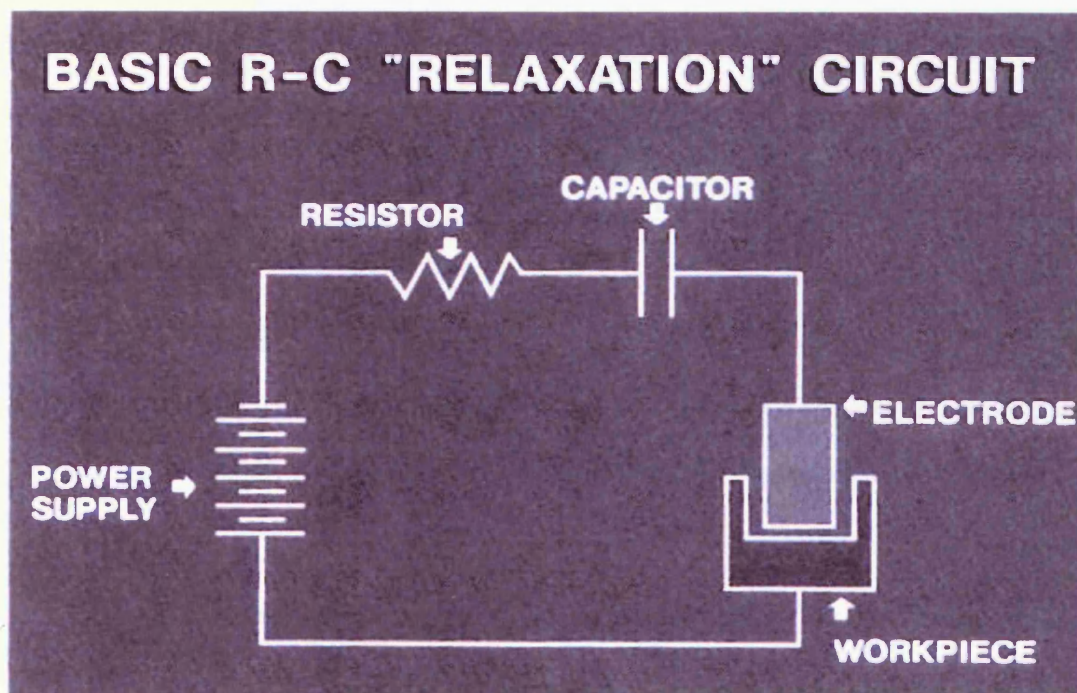 BASIC R-C "RELAXATION" CIRCUIT
CAPACITOR
RESISTOR
ELECTRODE
POWER
SUPPLY
WORKPIECE